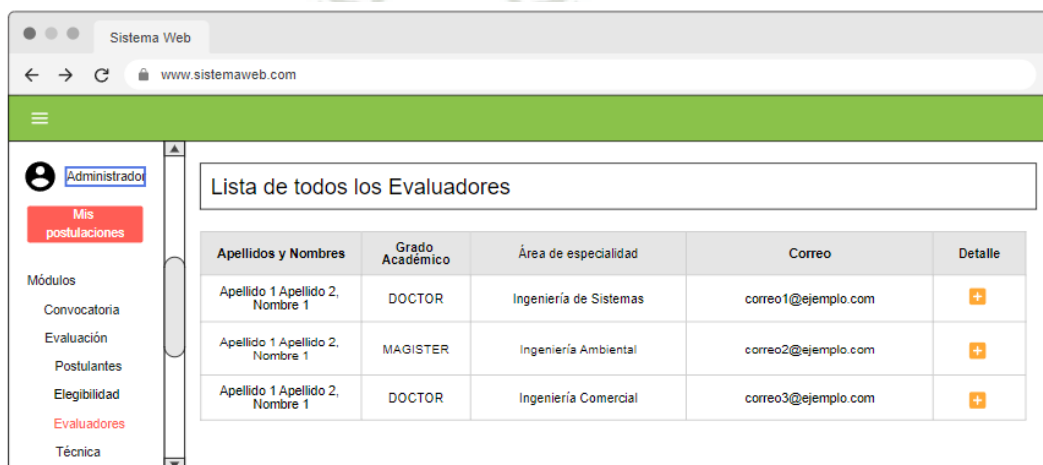 Sistema Web
www.sistemaweb.com
Administrador
Mis
postulaciones
Módulos
Convocatoria
Evaluación
Postulantes
Elegibilidad
Evaluadores
Técnica
Lista de todos los Evaluadores
Apellidos y Nombres Grado Académico Área de especialidad Correo Detalle
Apellido 1 Apellido 2, Nombre 1 DOCTOR Ingeniería de Sistemas correo1@ejemplo.com
Apellido 1 Apellido 2, Nombre 1 MAGISTER Ingeniería Ambiental correo2@ejemplo.com
Apellido 1 Apellido 2, Nombre 1 DOCTOR Ingeniería Comercial correo3@ejemplo.com